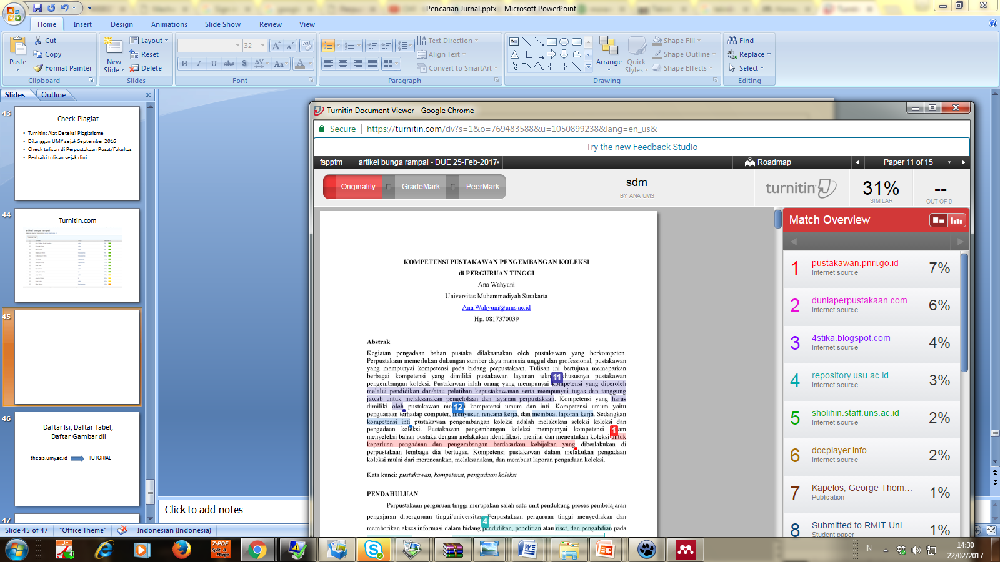 Pencarian Jurnal.pptx - Microsoft PowerPoint
Home Insert Design Animations Slide Show Review View
Paste
Cut
Copy
Format Painter
Clipboard
New Slide
Layout
Reset
Delete
Slides
32
B I U abc S AV Aa A
Font
Text Direction
Align Text
Convert to SmartArt
Paragraph
Arrange
Quick Styles
Shape Fill
Shape Outline
Shape Effects
Drawing
Find
Replace
Select
Editing
Slides Outline x
43
Check Plagiat
• Turnitin: Alat Deteksi Plagiarisme
• Dilanggan UMY sejak September 2016
• Check tulisan di Perpustakaan Pusat/Fakultas
• Perbaiki tulisan sejak dini
44
Turnitin.com
artikel bunga rampai
45
46
Daftar Isi, Daftar Tabel,
Daftar Gambar dll
thesis.umy.ac.id TUTORIAL
47
Turnitin Document Viewer - Google Chrome
Secure https://turnitin.com/dv?s=1&o=769483588&u=1050899238&lang=en_us&
Try the new Feedback Studio
fspptm artikel bunga rampai - DUE 25-Feb-2017 Roadmap Paper 11 of 15
Originality GradeMark PeerMark
sdm
BY ANA UMS
turnitin
31%
SIMILAR
--
OUT OF 0
KOMPETENSI PUSTAKAWAN PENGEMBANGAN KOLEKSI
di PERGURUAN TINGGI
Ana Wahyuni
Universitas Muhammadiyah Surakarta
Ana.Wahyuni@ums.ac.id
Hp. 0817370039
Abstrak
Kegiatan pengadaan bahan pustaka dilaksanakan oleh pustakawan yang berkompeten.
Perpustakaan memerlukan dukungan sumber daya manusia unggul dan professional, pustakawan
yang mempunyai kompetensi pada bidang perpustakaan. Tulisan ini bertujuan memaparkan
berbagai kompetensi yang dimiliki pustakawan layanan tekn 11 khususnya pustakawan
pengembangan koleksi. Pustakawan ialah orang yang mempunyai kompetensi yang diperoleh
melalui pendidikan dan/atau pelatihan kepustakawanan serta mempunyai tugas dan tanggung
jawab untuk melaksanakan pengelolaan dan layanan perpustakaan. Kompetensi yang harus
dimiliki oleh pustakawan me 12 kompetensi umum dan inti. Kompetensi umum yaitu
penguasaan terhadap computer, menyusun rencana kerja, dan membuat laporan kerja. Sedangkan
kompetensi inti pustakawan pengembangan koleksi adalah melakukan seleksi koleksi dan
pengadaan koleksi. Pustakawan pengembangan koleksi mempunyai kompetensi 1 lam
menyeleksi bahan pustaka dengan melakukan identifikasi, menilai dan menentukan koleksi untuk
keperluan pengadaan dan pengembangan berdasarkan kebijakan yang diberlakukan di
perpustakaan lembaga dia bertugas. Kompetensi pustakawan dalam melakukan pengadaan
koleksi mulai dari merencankan, melaksanakan, dan membuat laporan pengadaan koleksi.
Kata kunci: pustakawan, kompetensi, pengadaan koleksi
PENDAHULUAN
Perpustakaan perguruan tinggi merupakan salah satu unit pendukung proses pembelajaran
pengajaran diperguruan tinggi/universitas. Perpustakaan perguruan tinggi menyediakan dan
4
memberikan akses informasi dalam bidang pendidikan, penelitian atau riset, dan pengabdian pada
Match Overview
1 pustakawan.pnri.go.id 7%
Internet source
2 duniaperpustakaan.com 6%
Internet source
3 4stika.blogspot.com 4%
Internet source
4 repository.usu.ac.id 3%
Internet source
5 sholihin.staff.uns.ac.id 2%
Internet source
6 docplayer.info 2%
Internet source
7 Kapelos, George Thom... 1%
Publication
8 Submitted to RMIT Uni... 1%
Student paper
Click to add notes
Slide 45 of 47 "Office Theme" Indonesian (Indonesia)
PDF
7-PDF Split & Merge
IN
14:30
22/02/2017